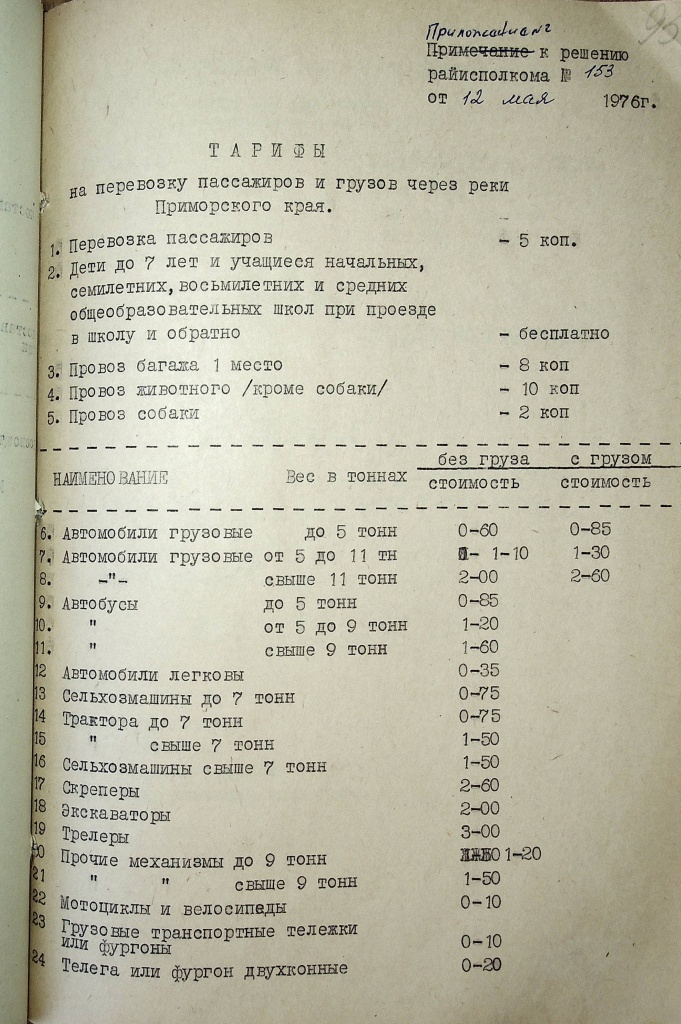 95
Приложение
Примечание к решению
райисполкома № 153
от 12 мая 1976г.
ТАРИФЫ
на перевозку пассажиров и грузов через реки
Приморского края.
1. Перевозка пассажиров - 5 коп.
2. Дети до 7 лет и учащиеся начальных,
семилетних, восьмилетних и средних
общеобразовательных школ при проезде
в школу и обратно - бесплатно
3. Провоз багажа 1 место - 8 коп
4. Провоз животного /кроме собаки/ - 10 коп
5. Провоз собаки - 2 коп
без груза с грузом
НАИМЕНОВАНИЕ Вес в тоннах стоимость стоимость
6. Автомобили грузовые до 5 тонн 0-60 0-85
7. Автомобили грузовые от 5 до 11 тн 1-10 1-30
8. -"- свыше 11 тонн 2-00 2-60
9. Автобусы до 5 тонн 0-85
10. " от 5 до 9 тонн 1-20
11. " свыше 9 тонн 1-60
12 Автомобили легковы 0-35
13 Сельхозмашины до 7 тонн 0-75
14 Трактора до 7 тонн 0-75
15 " свыше 7 тонн 1-50
16 Сельхозмашины свыше 7 тонн 1-50
17 Скреперы 2-60
18 Экскаваторы 2-00
19 Трелеры 3-00
20 Прочие механизмы до 9 тонн 1-20
21 " " свыше 9 тонн 1-50
22 Мотоциклы и велосипеды 0-10
23 Грузовые транспортные тележки
или фургоны 0-10
24 Телега или фургон двухконные 0-20